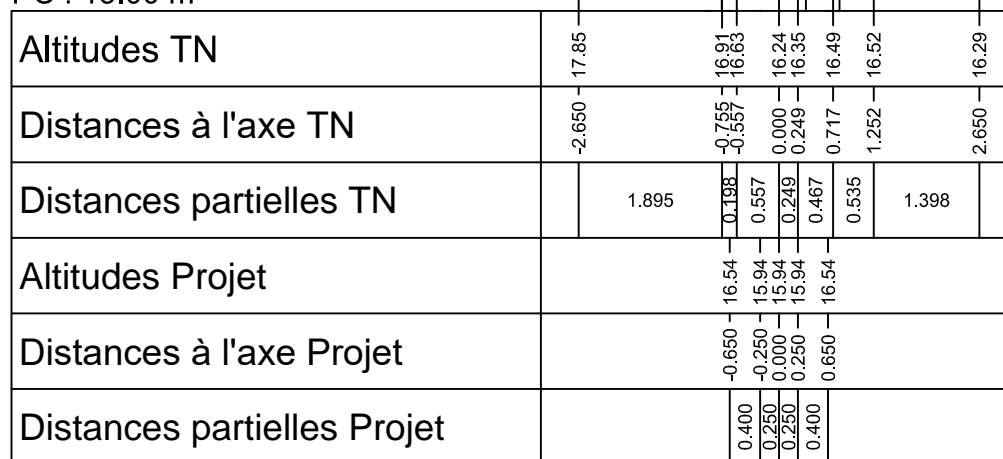 Altitudes TN 17.85 16.91 16.63 16.24 16.35 16.49 16.52 16.29
Distances à l'axe TN -2.650 -0.755 -0.557 0.000 0.249 0.717 1.252 2.650
Distances partielles TN 1.895 0.198 0.557 0.249 0.467 0.535 1.398
Altitudes Projet 16.54 15.94 15.94 15.94 16.54
Distances à l'axe Projet -0.650 -0.250 0.000 0.250 0.650
Distances partielles Projet 0.400 0.250 0.250 0.400